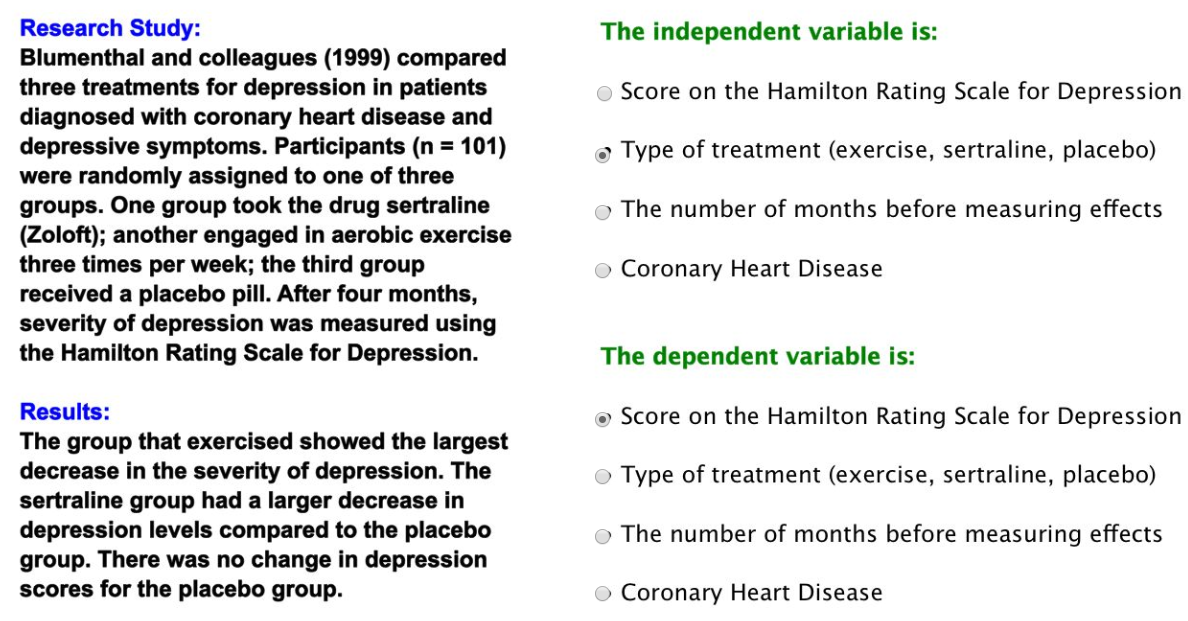 Research Study:
Blumenthal and colleagues (1999) compared
three treatments for depression in patients
diagnosed with coronary heart disease and
depressive symptoms. Participants (n = 101)
were randomly assigned to one of three
groups. One group took the drug sertraline
(Zoloft); another engaged in aerobic exercise
three times per week; the third group
received a placebo pill. After four months,
severity of depression was measured using
the Hamilton Rating Scale for Depression.
Results:
The group that exercised showed the largest
decrease in the severity of depression. The
sertraline group had a larger decrease in
depression levels compared to the placebo
group. There was no change in depression
scores for the placebo group.
The independent variable is:
Score on the Hamilton Rating Scale for Depression
Type of treatment (exercise, sertraline, placebo)
The number of months before measuring effects
Coronary Heart Disease
The dependent variable is:
Score on the Hamilton Rating Scale for Depression
Type of treatment (exercise, sertraline, placebo)
The number of months before measuring effects
Coronary Heart Disease